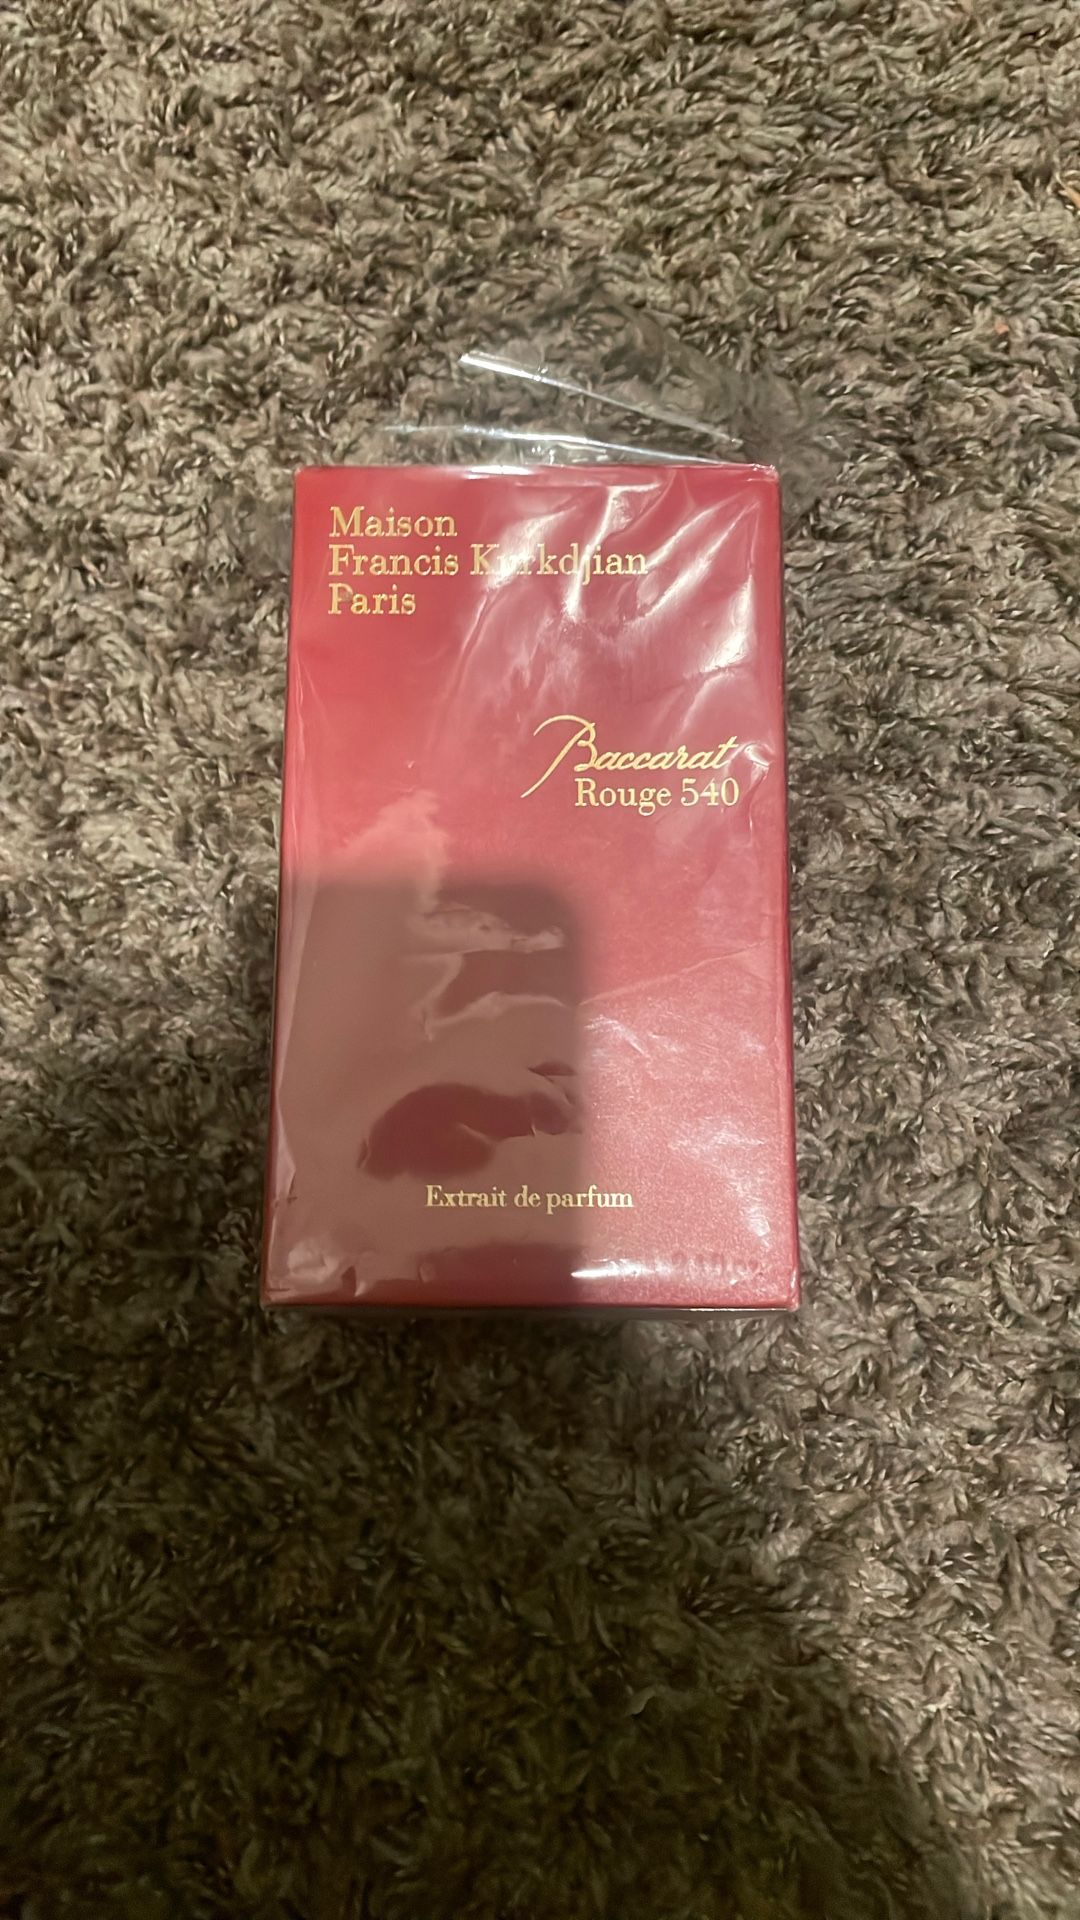 Maison
Francis Kurkdjian
Paris
Baccarat
Rouge 540
Extrait de parfum